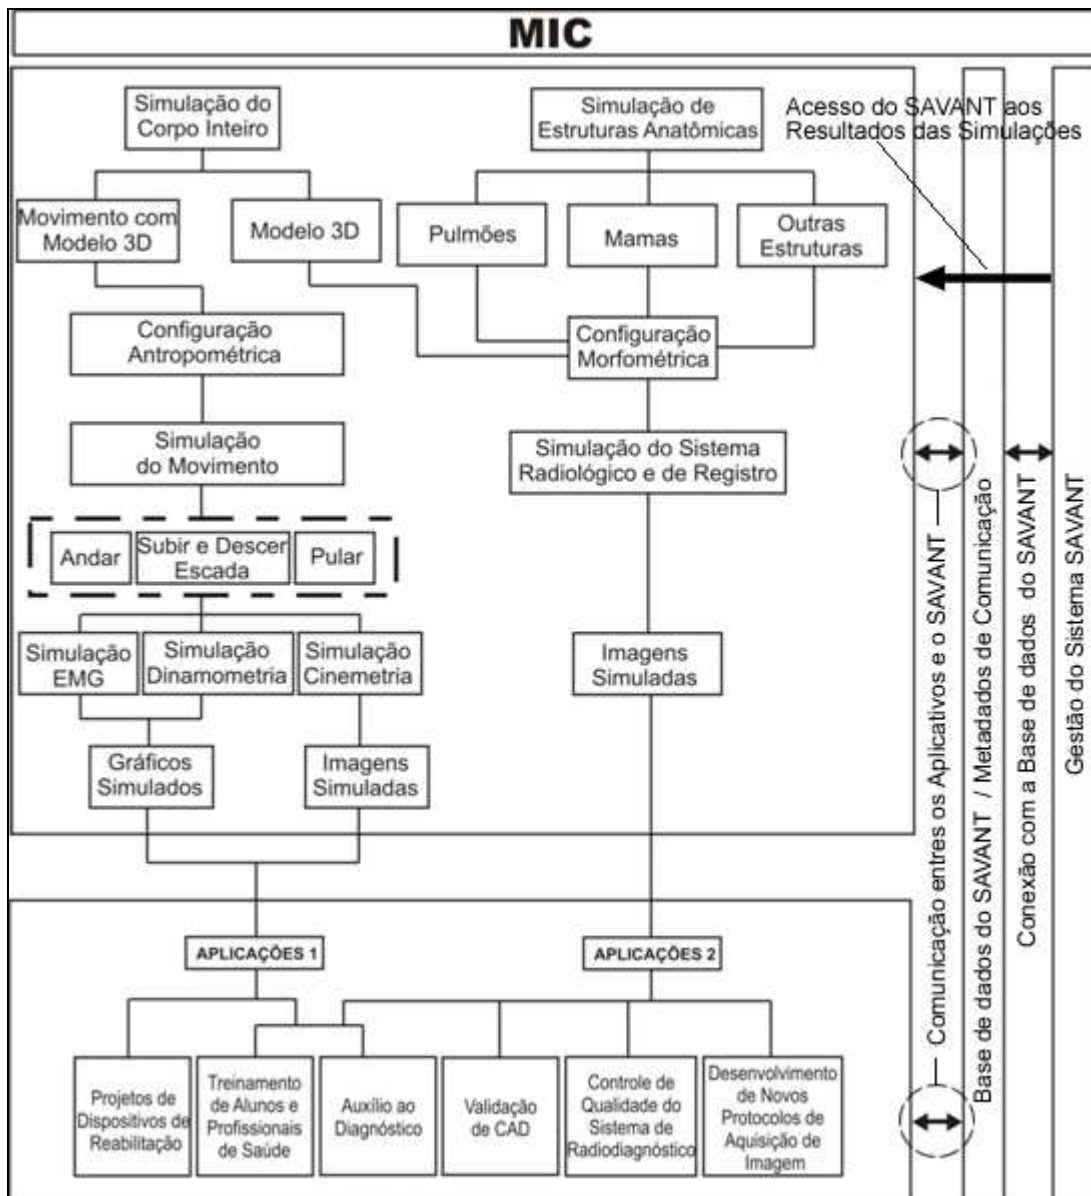 MIC
Simulação do
Corpo Inteiro
Simulação de
Estruturas Anatômicas
Acesso do SAVANT aos
Resultados das Simulações
Movimento com
Modelo 3D
Modelo 3D
Pulmões
Mamas
Outras
Estruturas
Configuração
Antropométrica
Configuração
Morfométrica
Simulação
do Movimento
Simulação do Sistema
Radiológico e de Registro
Andar
Subir e Descer
Escada
Pular
Simulação
EMG
Simulação
Dinamometria
Simulação
Cinemetria
Imagens
Simuladas
Gráficos
Simulados
Imagens
Simuladas
APLICAÇÕES 1
APLICAÇÕES 2
Projetos de
Dispositivos de
Reabilitação
Treinamento
de Alunos e
Profissionais
de Saúde
Auxílio ao
Diagnóstico
Validação
de CAD
Controle de
Qualidade do
Sistema de
Radiodiagnóstico
Desenvolvimento
de Novos
Protocolos de
Aquisição de
Imagem
Comunicação entres os Aplicativos e o SAVANT
Base de dados do SAVANT / Metadados de Comunicação
Conexão com a Base de dados do SAVANT
Gestão do Sistema SAVANT